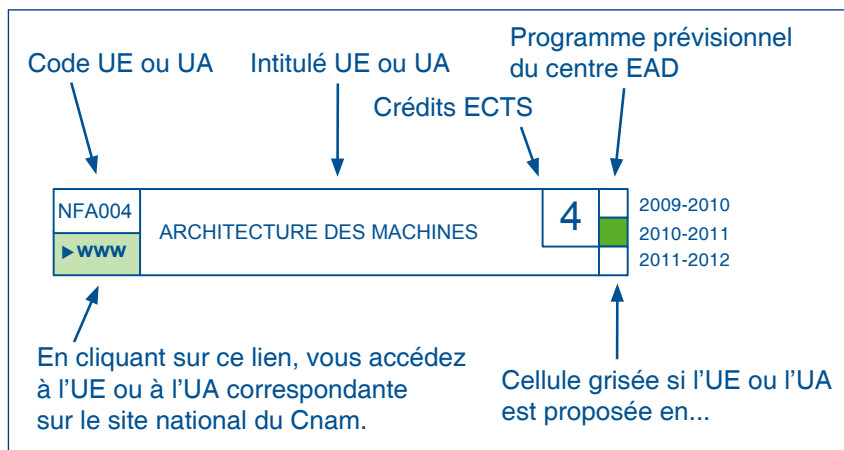 Programme prévisionnel
du centre EAD
Code UE ou UA
Intitulé UE ou UA
Crédits ECTS
NFA004
ARCHITECTURE DES MACHINES
4
2009-2010
2010-2011
2011-2012
►www
En cliquant sur ce lien, vous accédez
à l’UE ou à l’UA correspondante
sur le site national du Cnam.
Cellule grisée si l’UE ou l’UA
est proposée en...